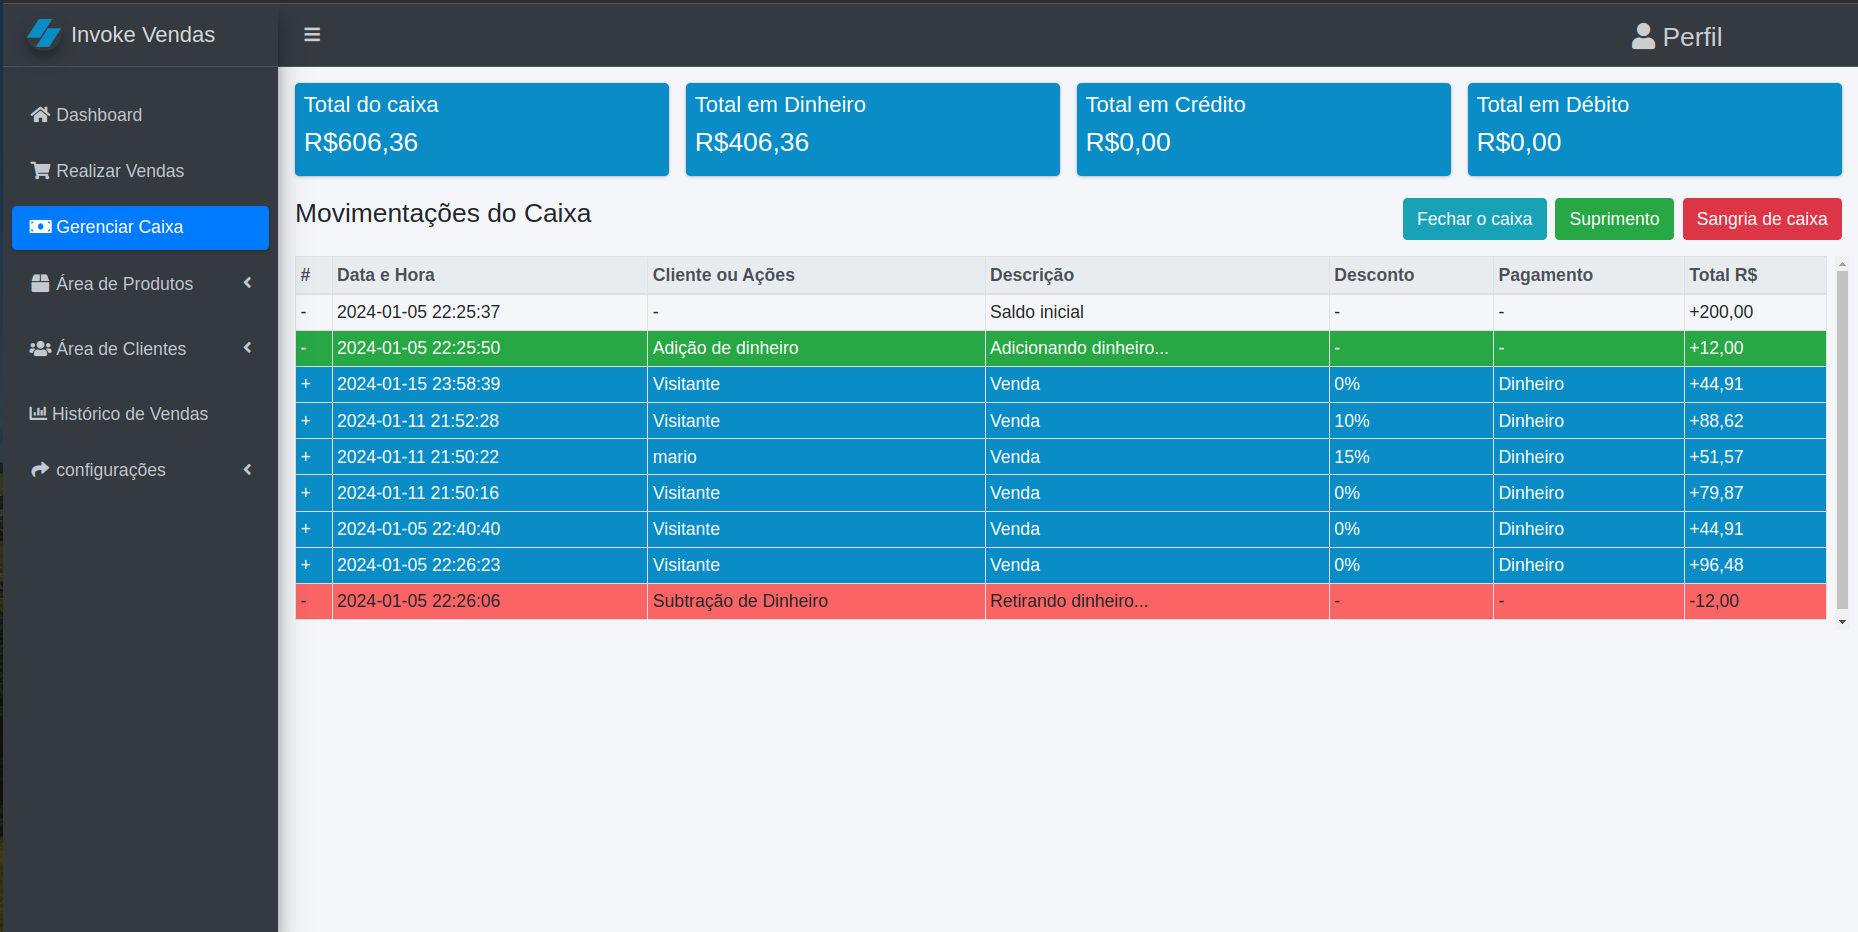 Invoke Vendas
Perfil
Dashboard
Realizar Vendas
Gerenciar Caixa
Área de Produtos
Área de Clientes
Histórico de Vendas
configurações
Total do caixa
R$606,36
Total em Dinheiro
R$406,36
Total em Crédito
R$0,00
Total em Débito
R$0,00
Movimentações do Caixa
Fechar o caixa Suprimento Sangria de caixa
# Data e Hora Cliente ou Ações Descrição Desconto Pagamento Total R$
- 2024-01-05 22:25:37 - Saldo inicial - - +200,00
- 2024-01-05 22:25:50 Adição de dinheiro Adicionando dinheiro... - - +12,00
+ 2024-01-15 23:58:39 Visitante Venda 0% Dinheiro +44,91
+ 2024-01-11 21:52:28 Visitante Venda 10% Dinheiro +88,62
+ 2024-01-11 21:50:22 mario Venda 15% Dinheiro +51,57
+ 2024-01-11 21:50:16 Visitante Venda 0% Dinheiro +79,87
+ 2024-01-05 22:40:40 Visitante Venda 0% Dinheiro +44,91
+ 2024-01-05 22:26:23 Visitante Venda 0% Dinheiro +96,48
- 2024-01-05 22:26:06 Subtração de Dinheiro Retirando dinheiro... - - -12,00